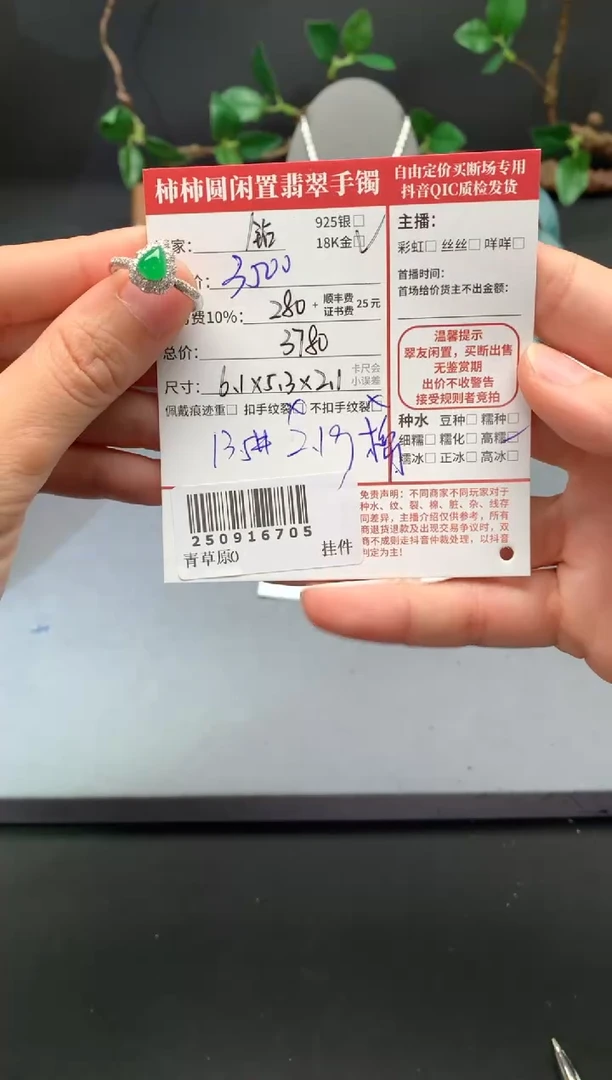 柿柿圆闲置翡翠手镯
自由定价买断场专用
抖音QIC质检发货
家： 钻 925银□
18K金□✓
价：3500
费10%：280 + 顺丰费 证书费 25元
总价：3780
尺寸：6.1×5.3×2.1 卡尺会 小误差
佩戴痕迹重□ 扣手纹裂□ 不扣手纹裂□
13.5# 2.19 棉
250916705
青草原0 挂件
主播：
彩虹□ 丝丝□ 咩咩□
首播时间：
首场给价货主不出金额：
温馨提示
翠友闲置，买断出售
无鉴赏期
出价不收警告
接受规则者竞拍
种水 豆种□ 糯种□
细糯□ 糯化□ 高糯□✓
糯冰□ 正冰□ 高冰□
免责声明：不同商家不同玩家对于
种水、纹、裂、棉、脏、杂、线存
同差异，主播介绍仅供参考，所有
商退货退款及出现交易争议时，双
商不成则走抖音仲裁处理，以抖音
判定为主！